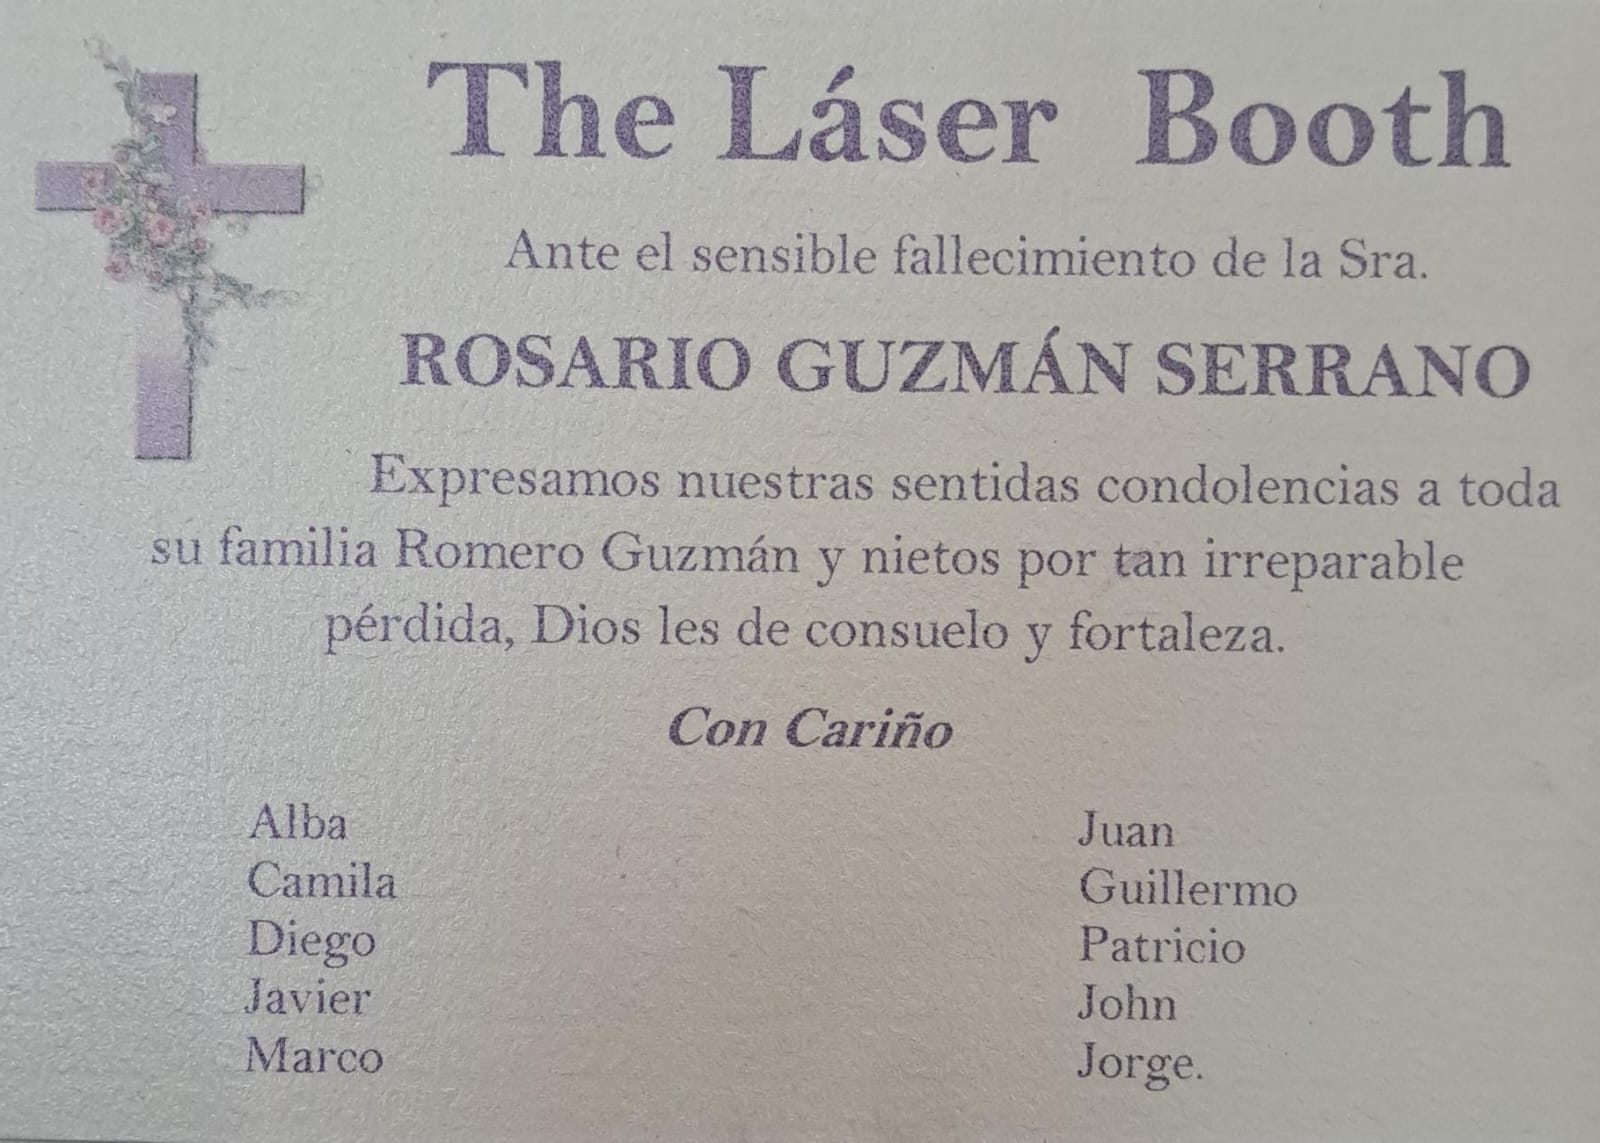 The Láser Booth
Ante el sensible fallecimiento de la Sra.
ROSARIO GUZMÁN SERRANO
Expresamos nuestras sentidas condolencias a toda
su familia Romero Guzmán y nietos por tan irreparable
pérdida, Dios les de consuelo y fortaleza.
Con Cariño
Alba
Camila
Diego
Javier
Marco
Juan
Guillermo
Patricio
John
Jorge.